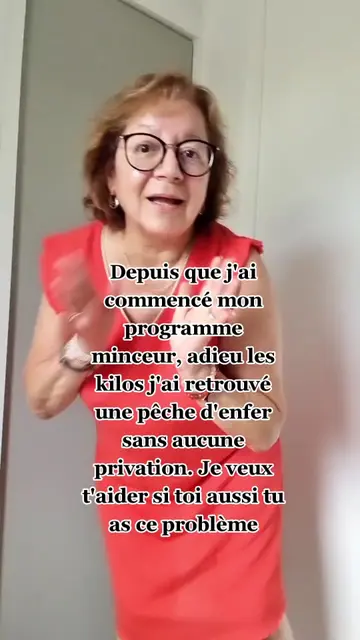 Depuis que j'ai
commencé mon
programme
minceur, adieu les
kilos j'ai retrouvé
une pêche d'enfer
sans aucune
privation. Je veux
t'aider si toi aussi tu
as ce problème